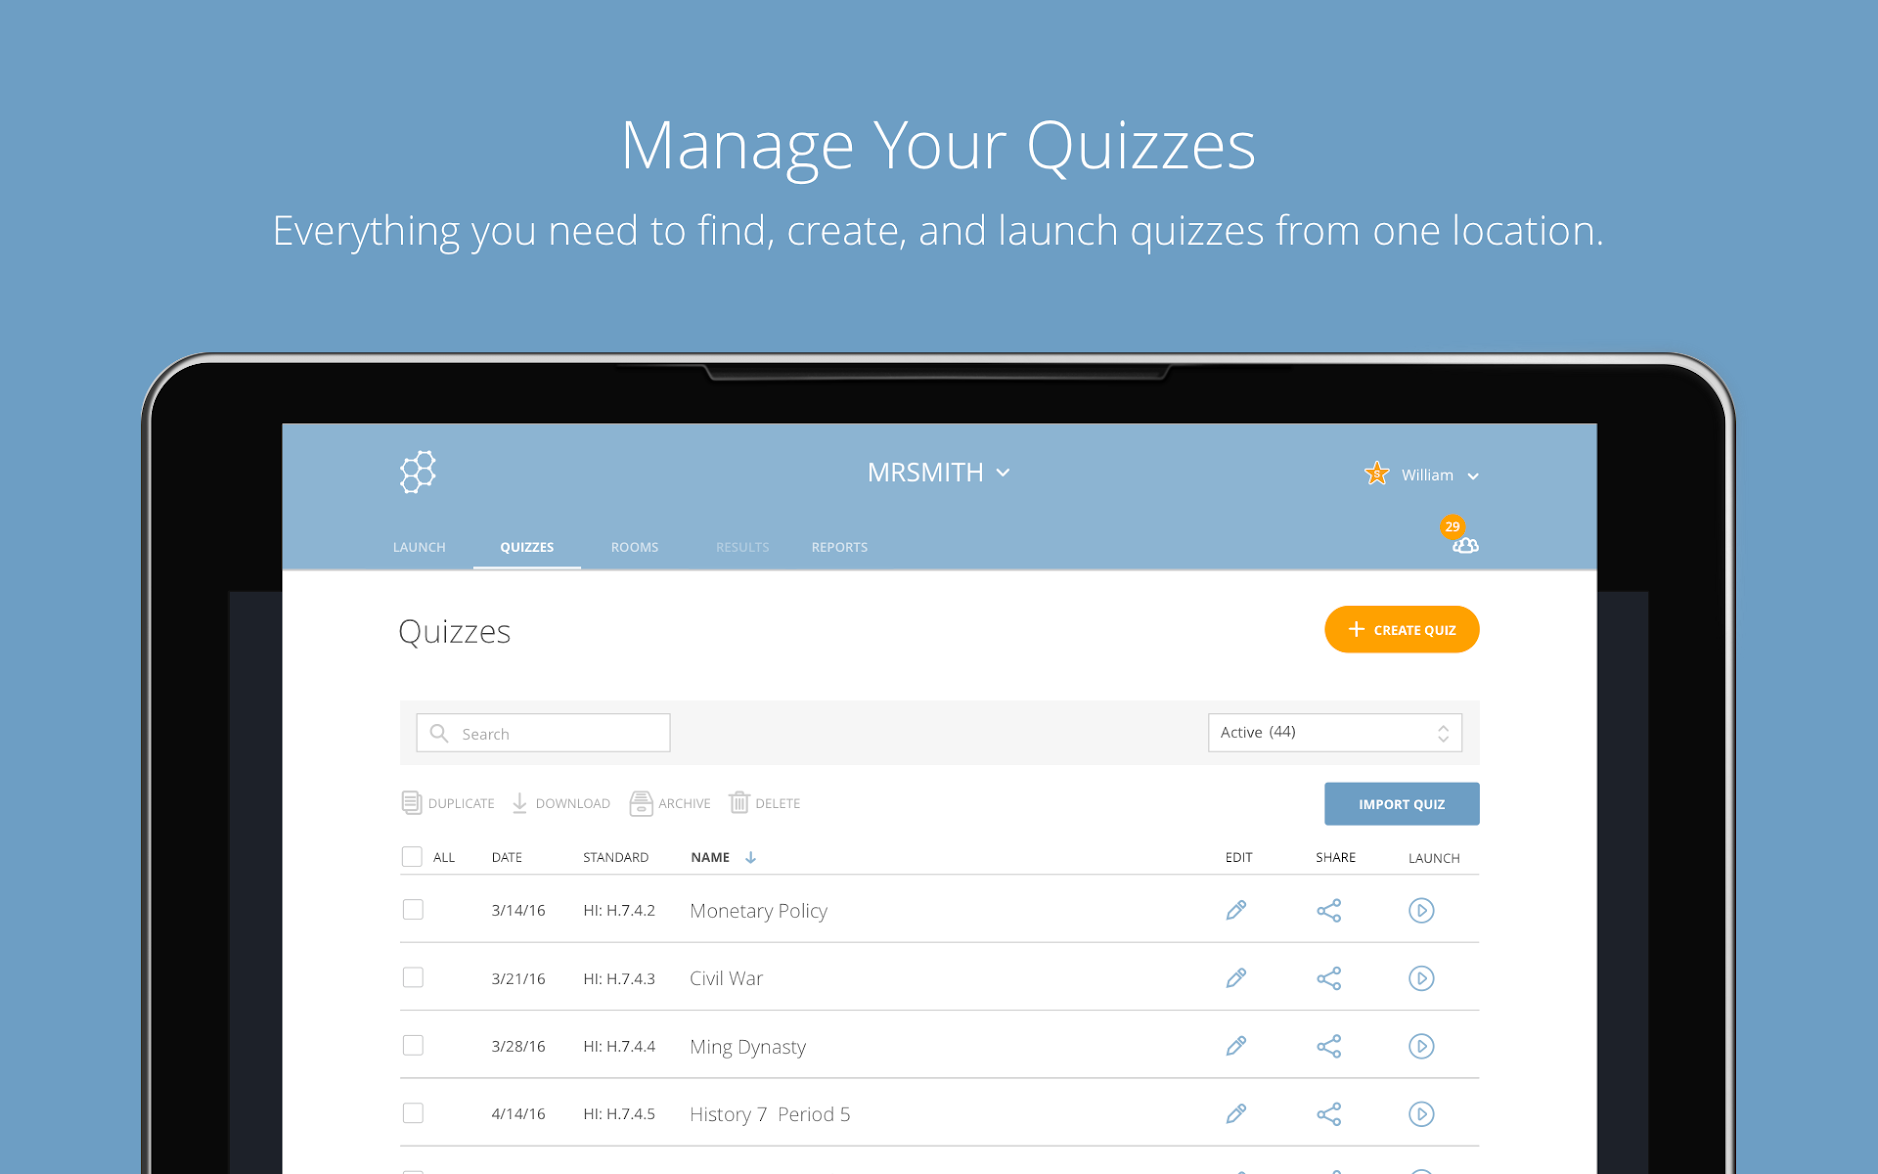 Manage Your Quizzes
Everything you need to find, create, and launch quizzes from one location.
MRSMITH
S William
29
LAUNCH QUIZZES ROOMS RESULTS REPORTS
Quizzes + CREATE QUIZ
Search Active (44)
DUPLICATE DOWNLOAD ARCHIVE DELETE IMPORT QUIZ
ALL DATE STANDARD NAME EDIT SHARE LAUNCH
3/14/16 HI: H.7.4.2 Monetary Policy
3/21/16 HI: H.7.4.3 Civil War
3/28/16 HI: H.7.4.4 Ming Dynasty
4/14/16 HI: H.7.4.5 History 7 Period 5